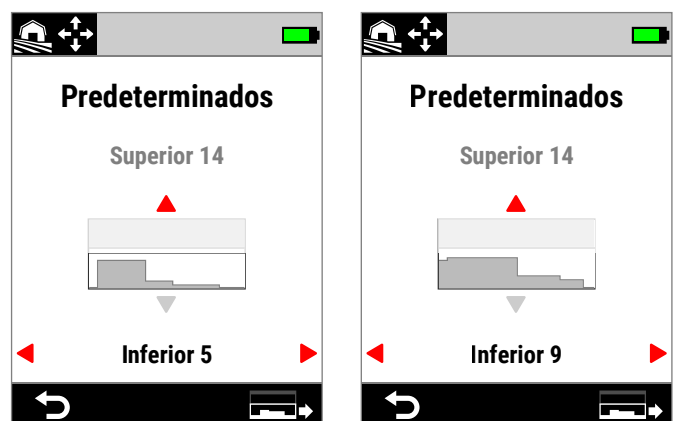 Predeterminados
Superior 14
Inferior 5
Predeterminados
Superior 14
Inferior 9